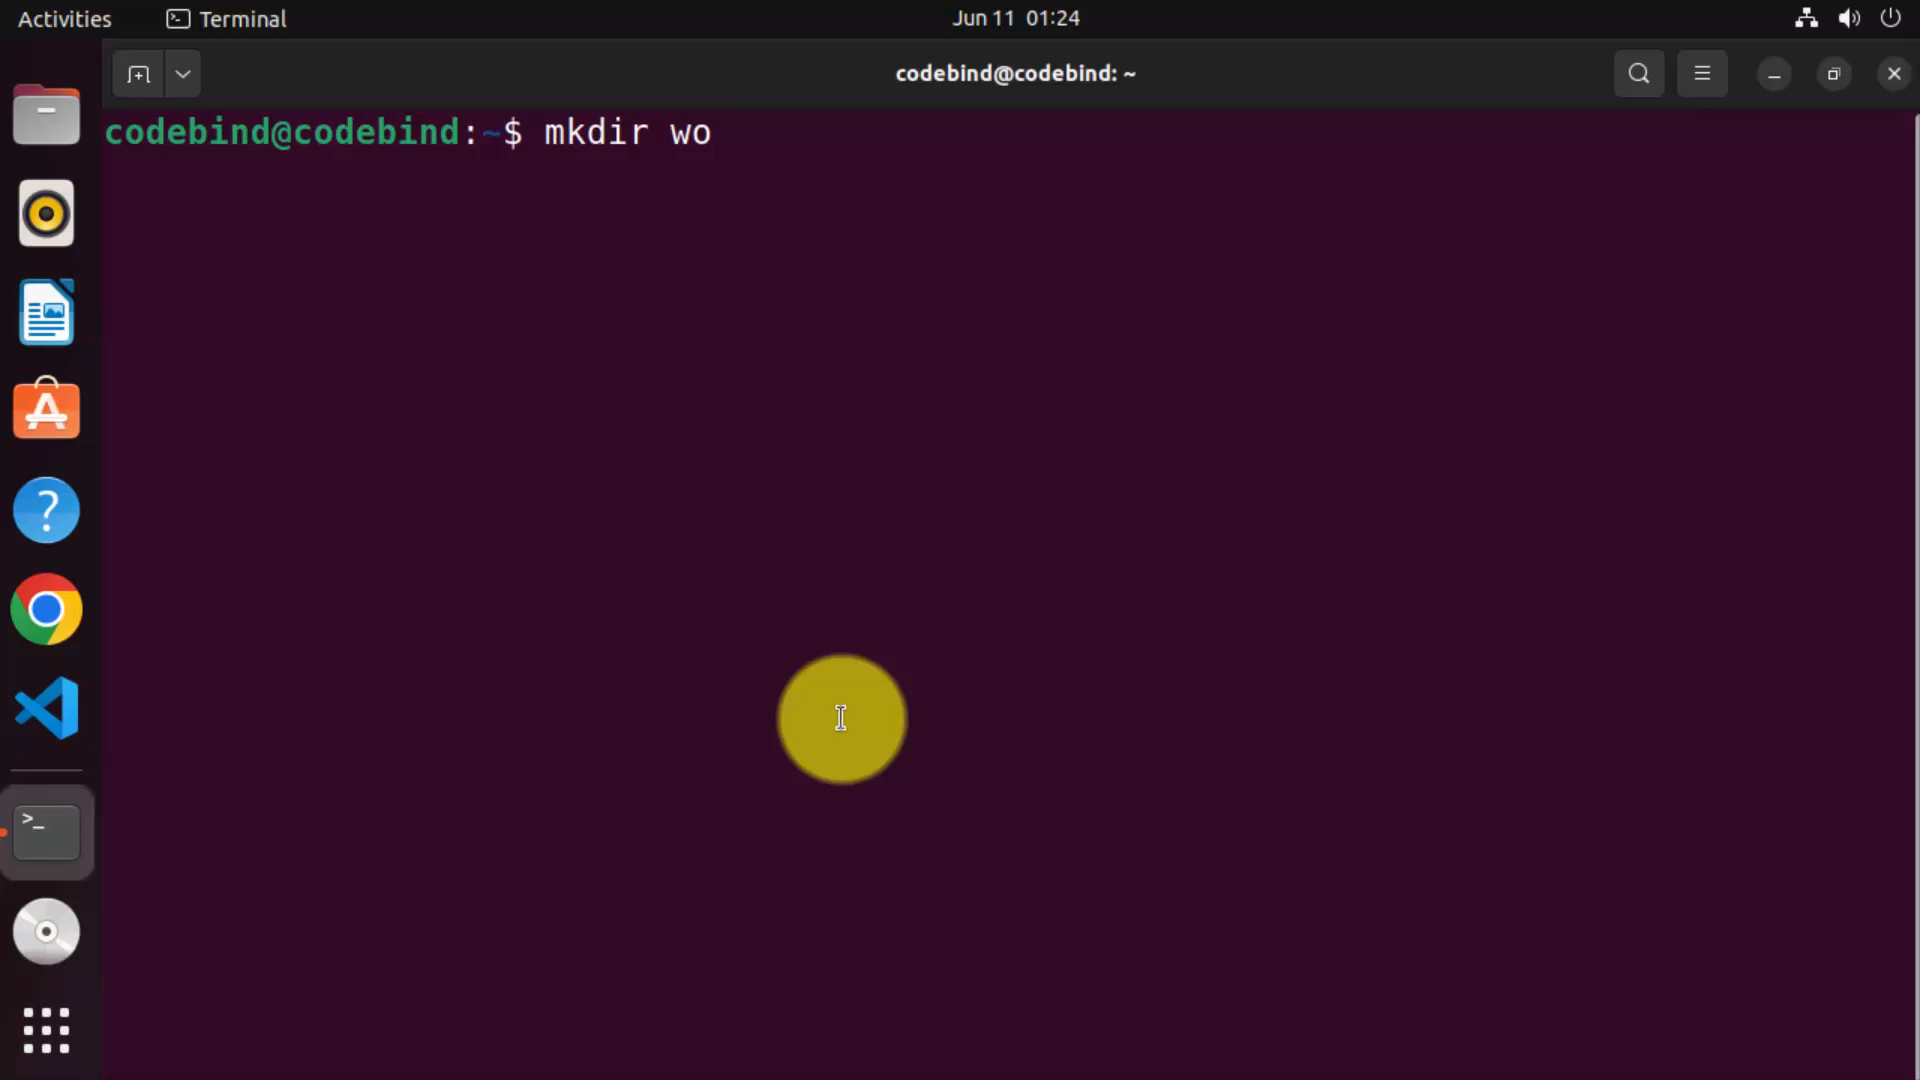 Activities
Terminal
Jun 11 01:24
codebind@codebind: ~
codebind@codebind:~$ mkdir wo